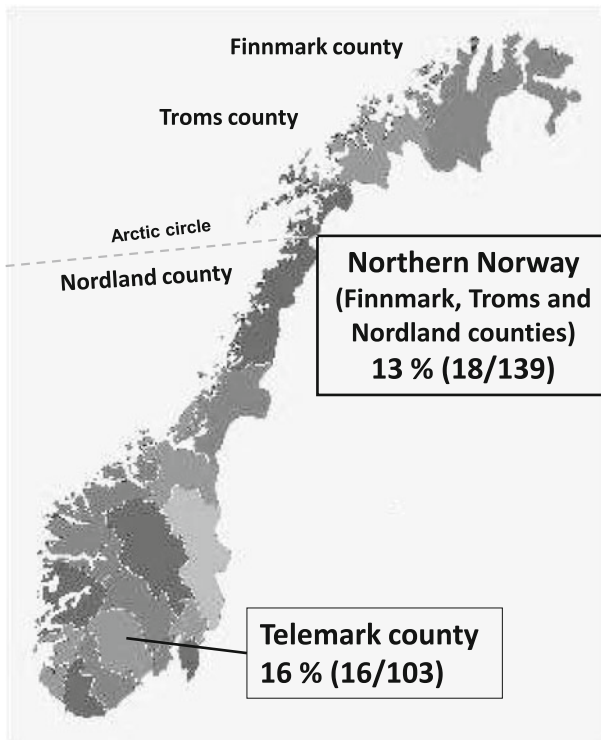 Finnmark county
Troms county
Arctic circle
Nordland county
Northern Norway
(Finnmark, Troms and
Nordland counties)
13 % (18/139)
Telemark county
16 % (16/103)